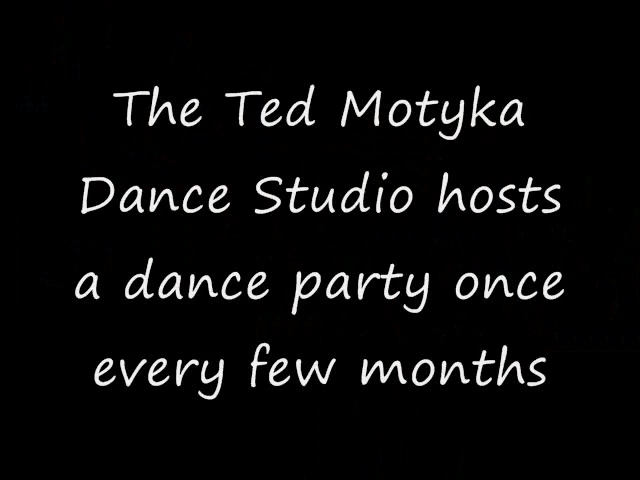 The Ted Motyka
Dance Studio hosts
a dance party once
every few months